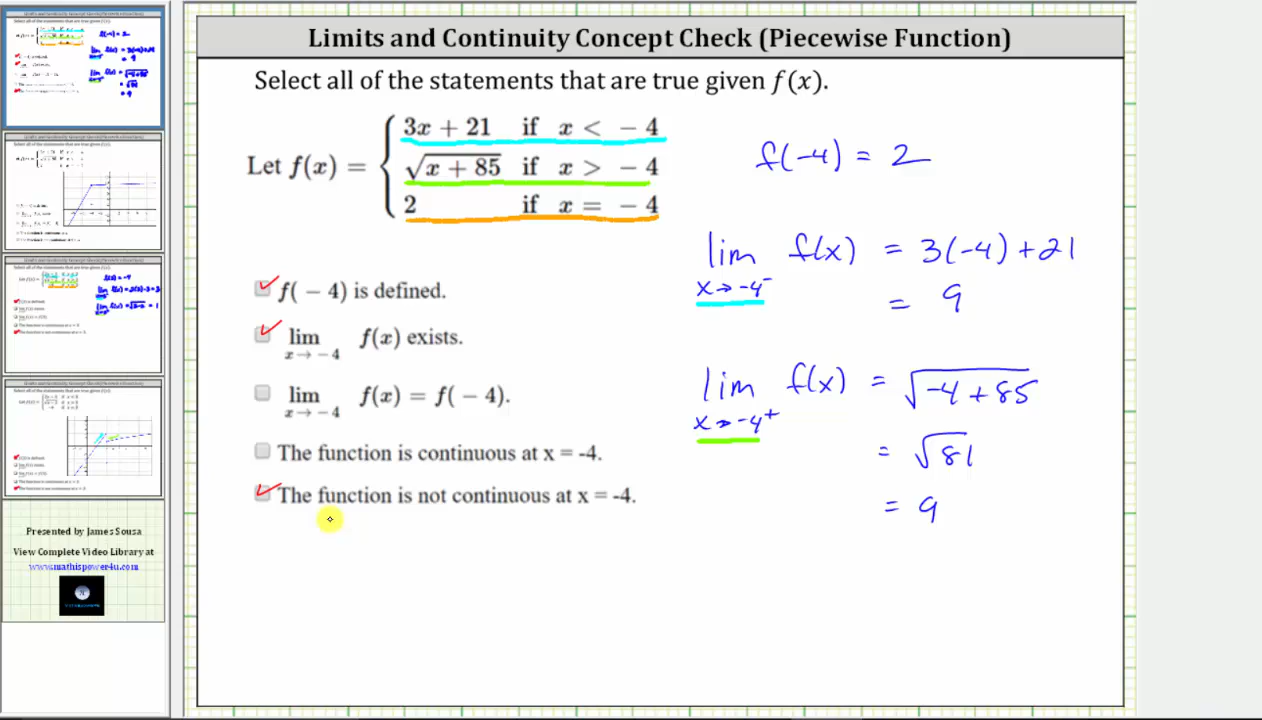 Limits and Continuity Concept Check (Piecewise Function)
Select all of the statements that are true given f(x).
Let f(x) = { 3x + 21 if x < − 4
√(x + 85) if x > − 4
2 if x = − 4
f(-4) = 2
lim x→-4⁻ f(x) = 3(-4)+21
= 9
lim x→-4⁺ f(x) = √(-4+85)
= √81
= 9
f( − 4) is defined.
lim x→ −4 f(x) exists.
lim x→ −4 f(x) = f( − 4).
The function is continuous at x = -4.
The function is not continuous at x = -4.
Presented by James Sousa
View Complete Video Library at
www.mathispower4u.com